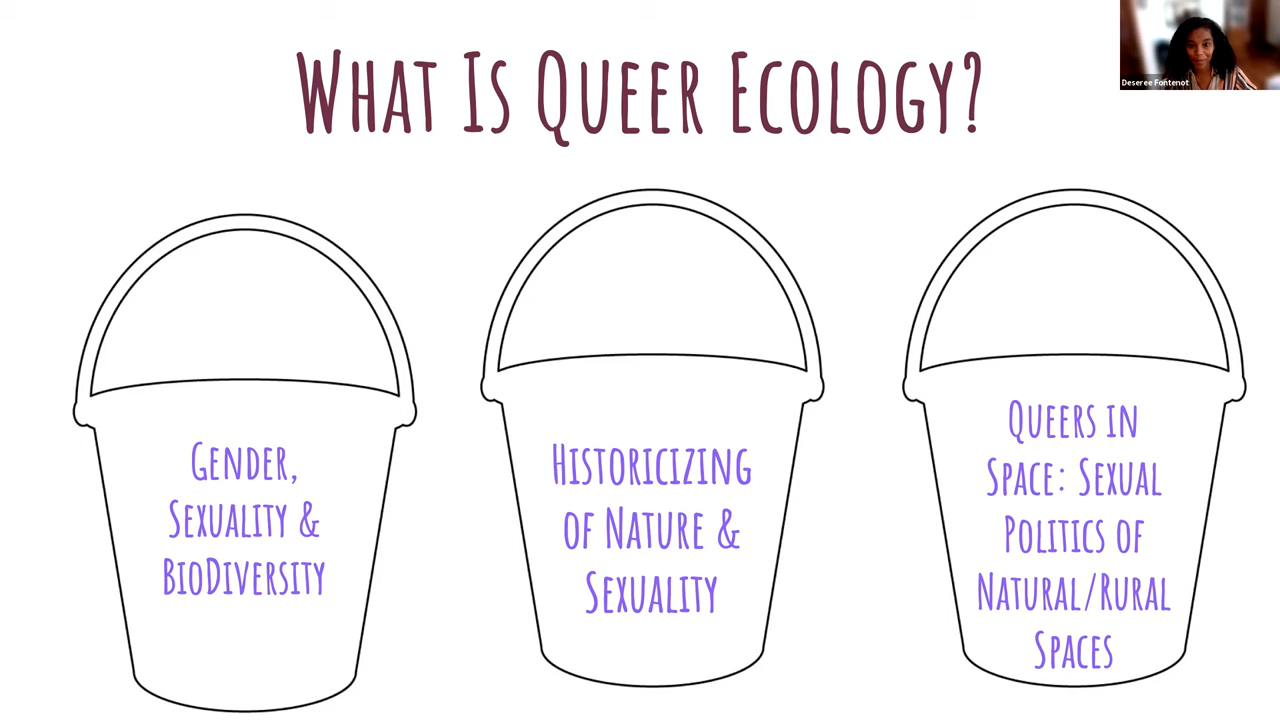 What Is Queer Ecology?
Deseree Fontenot
Gender,
Sexuality &
BioDiversity
Historicizing
of Nature &
Sexuality
Queers in
Space: Sexual
Politics of
Natural/Rural
Spaces